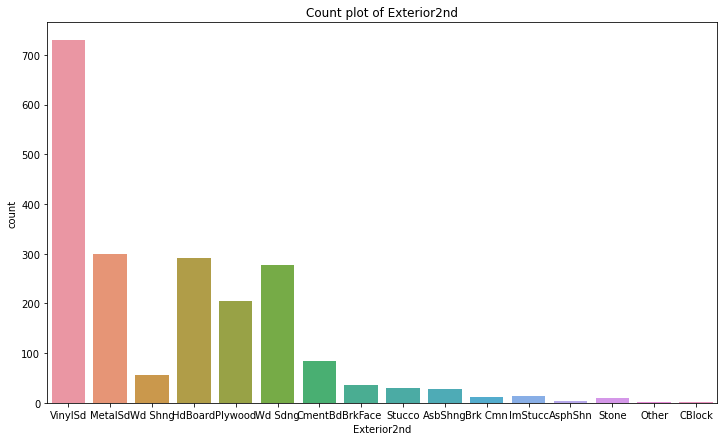 Count plot of Exterior2nd
count
700
600
500
400
300
200
100
0
VinylSd MetalSd Wd Shng HdBoard Plywood Wd Sdng CmentBd BrkFace Stucco AsbShng Brk Cmn ImStucc AsphShn Stone Other CBlock
Exterior2nd